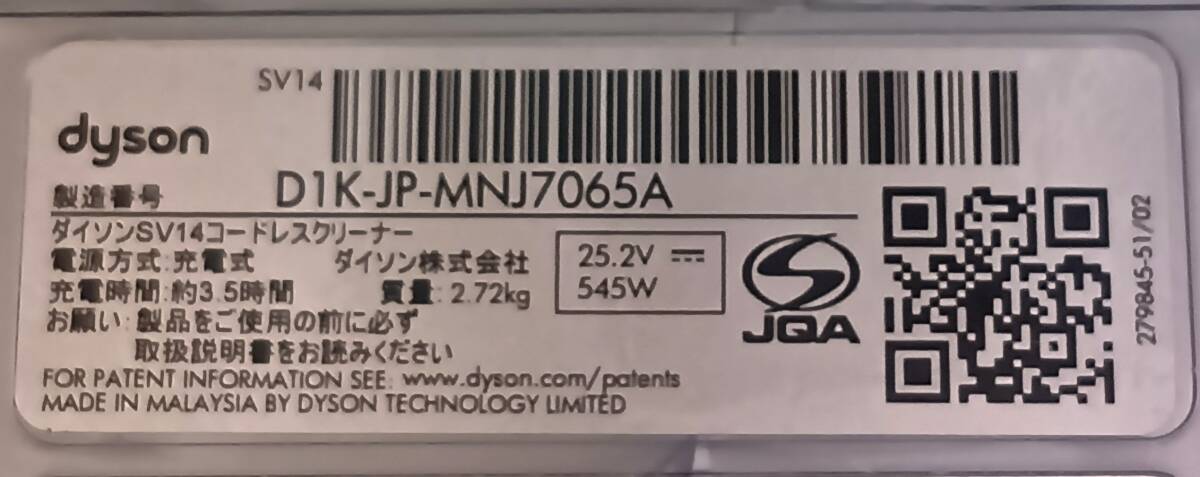 SV14
dyson
製造番号 D1K-JP-MNJ7065A
ダイソンSV14コードレスクリーナー
電源方式:充電式 ダイソン株式会社
充電時間:約3.5時間 質量:2.72kg
25.2V
545W
JQA
お願い:製品をご使用の前に必ず
取扱説明書をお読みください
FOR PATENT INFORMATION SEE: www.dyson.com/patents
MADE IN MALAYSIA BY DYSON TECHNOLOGY LIMITED
279845-51/02